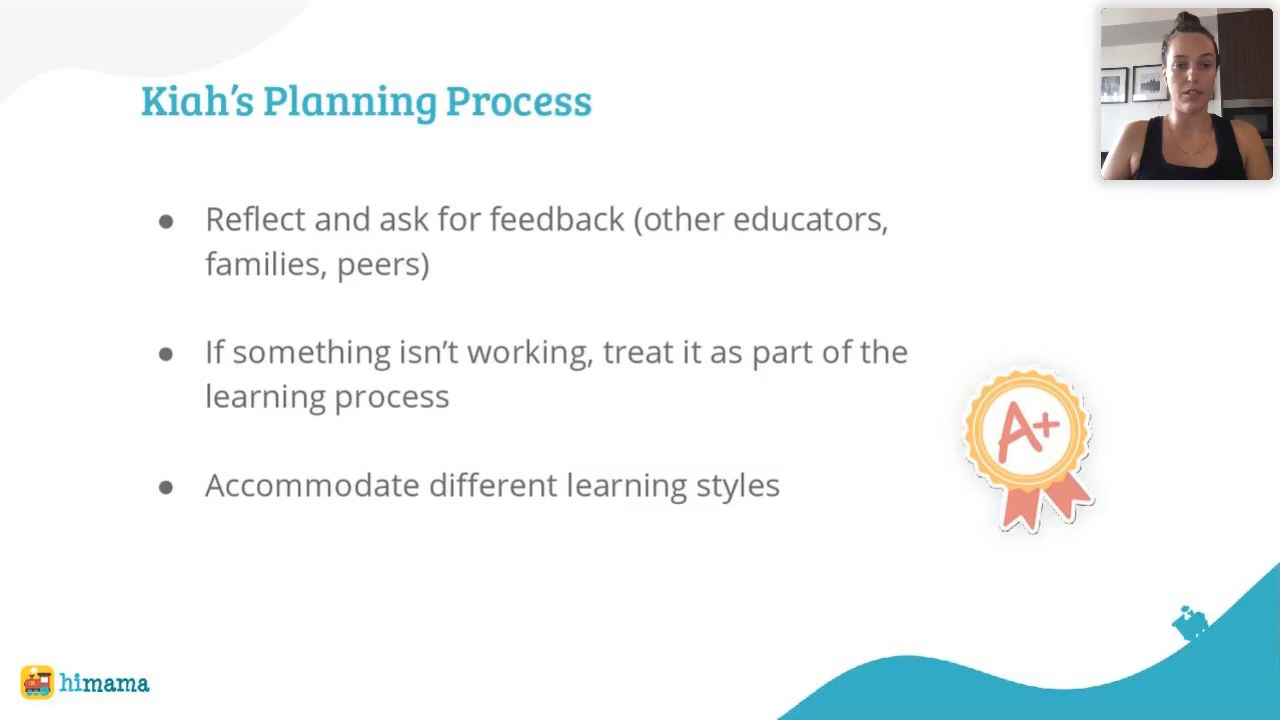 Kiah's Planning Process
● Reflect and ask for feedback (other educators,
families, peers)
● If something isn't working, treat it as part of the
learning process
● Accommodate different learning styles
A+
himama